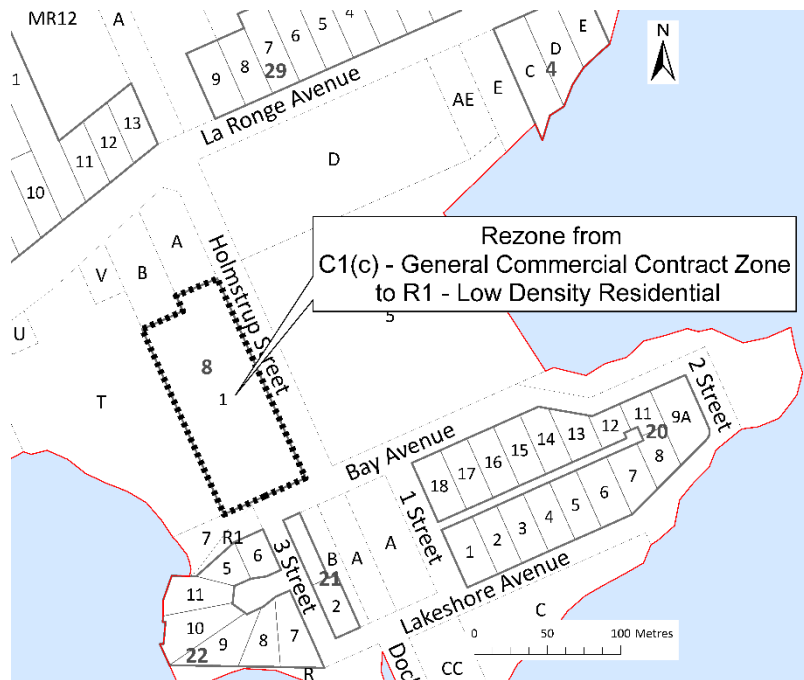 MR12
A
1
10
11
12
13
9
8
7
6
5
4
29
La Ronge Avenue
AE
E
C
D
E
4
N
D
V
B
A
U
T
Holmstrup Street
Rezone from
C1(c) - General Commercial Contract Zone
to R1 - Low Density Residential
8
1
Bay Avenue
2 Street
18
17
16
15
14
13
12
11
9A
20
8
7
6
5
4
3
2
1
1 Street
Lakeshore Avenue
7
R1
6
5
11
10
9
8
7
22
R
3 Street
B
21
2
A
A
C
CC
0
50
100 Metres